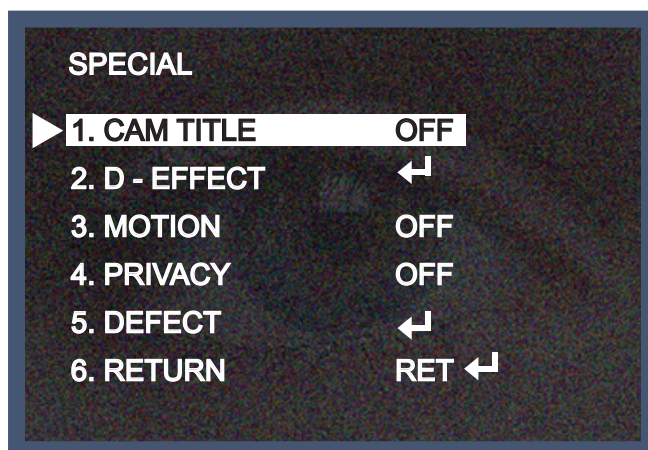 SPECIAL
1. CAM TITLE OFF
2. D - EFFECT ↵
3. MOTION OFF
4. PRIVACY OFF
5. DEFECT ↵
6. RETURN RET ↵